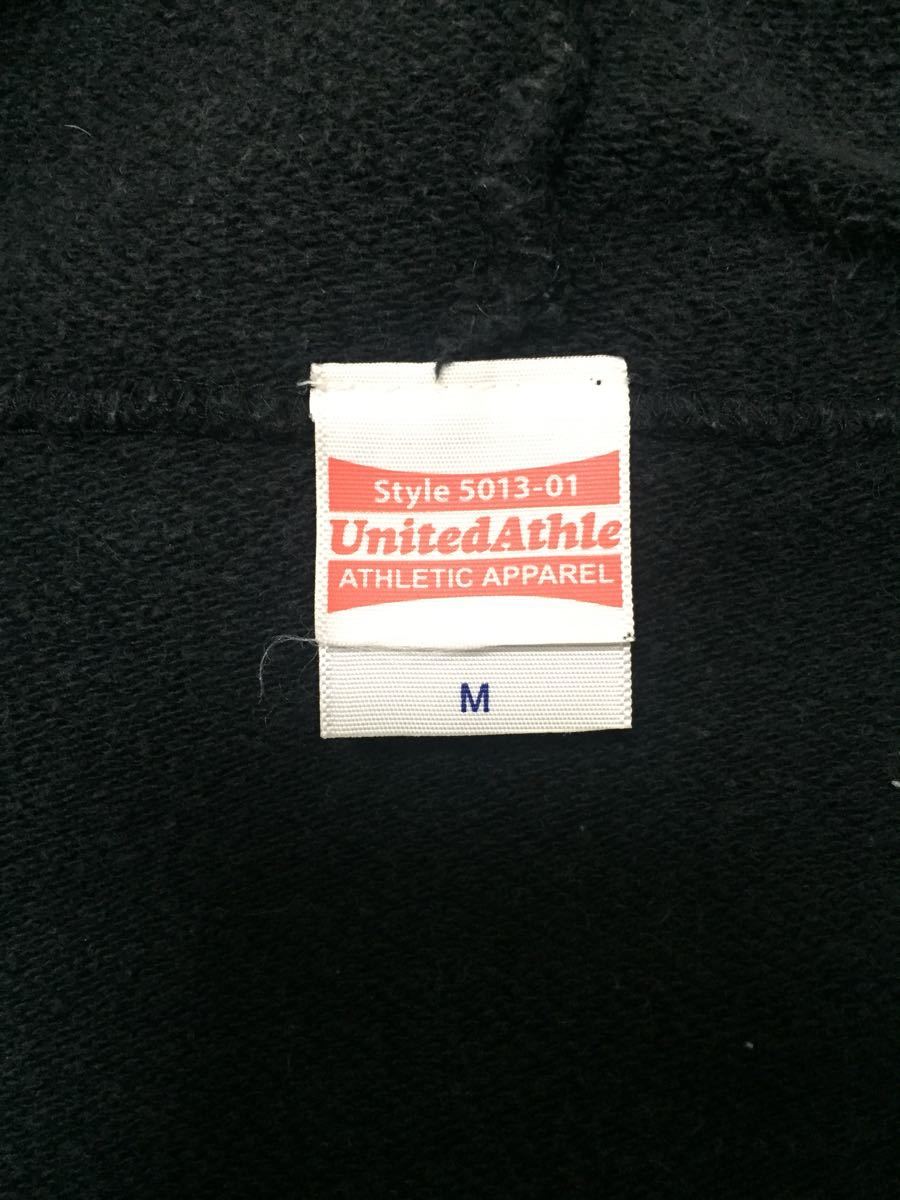 Style 5013-01
UnitedAthle
ATHLETIC APPAREL
M